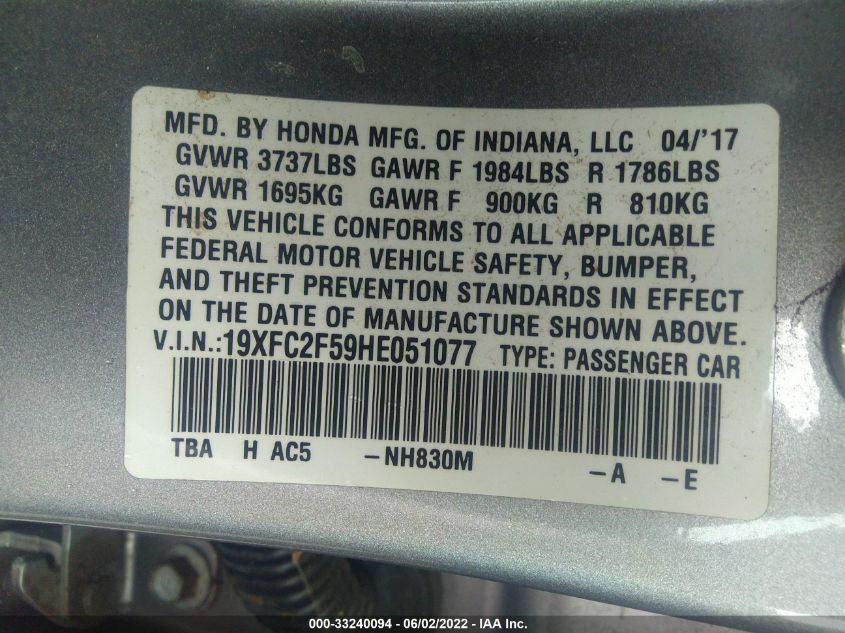 MFD. BY HONDA MFG. OF INDIANA, LLC 04/'17
GVWR 3737LBS GAWR F 1984LBS R 1786LBS
GVWR 1695KG GAWR F 900KG R 810KG
THIS VEHICLE CONFORMS TO ALL APPLICABLE
FEDERAL MOTOR VEHICLE SAFETY, BUMPER,
AND THEFT PREVENTION STANDARDS IN EFFECT
ON THE DATE OF MANUFACTURE SHOWN ABOVE.
V.I.N.:19XFC2F59HE051077 TYPE: PASSENGER CAR
TBA H AC5 -NH830M -A -E
000-33240094 - 06/02/2022 - IAA Inc.